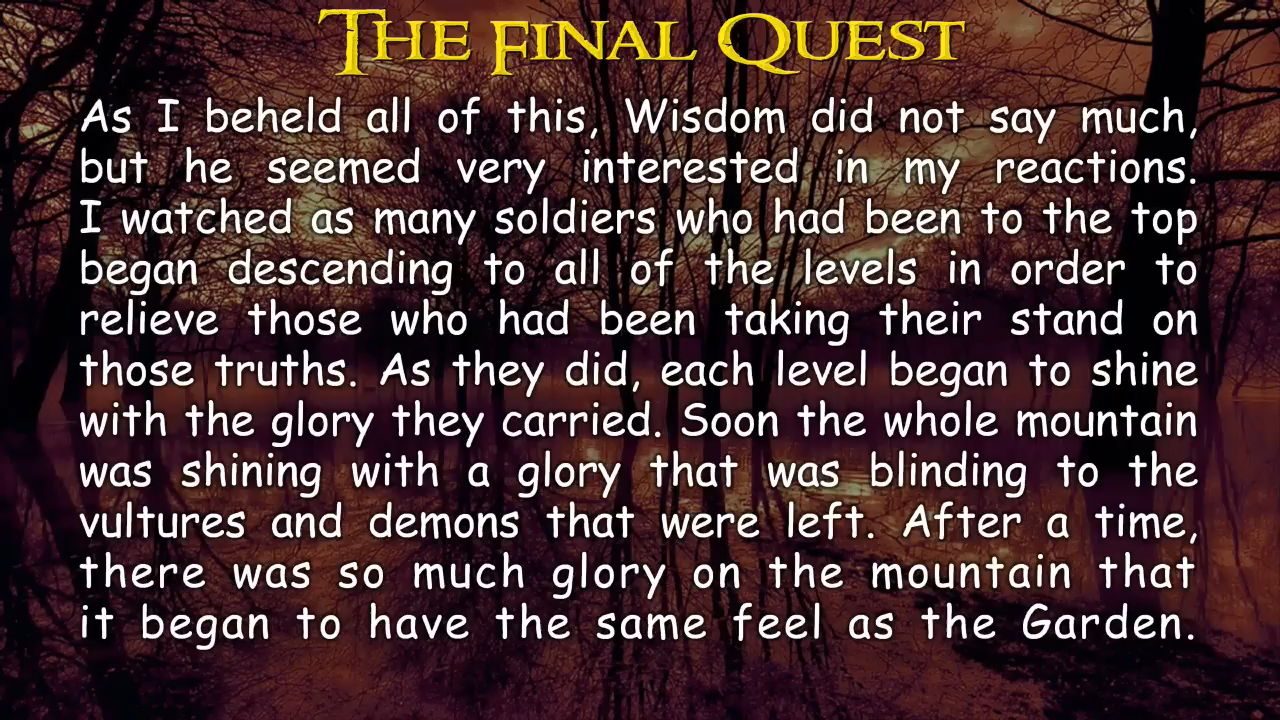 The Final Quest
As I beheld all of this, Wisdom did not say much,
but he seemed very interested in my reactions.
I watched as many soldiers who had been to the top
began descending to all of the levels in order to
relieve those who had been taking their stand on
those truths. As they did, each level began to shine
with the glory they carried. Soon the whole mountain
was shining with a glory that was blinding to the
vultures and demons that were left. After a time,
there was so much glory on the mountain that
it began to have the same feel as the Garden.